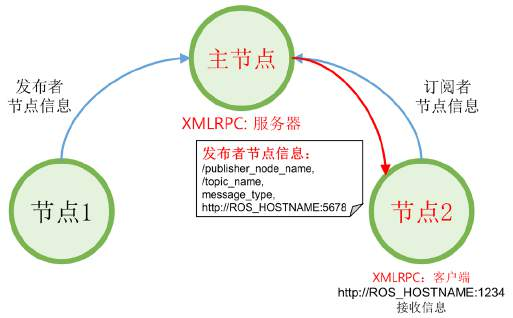 主节点
发布者
节点信息
订阅者
节点信息
XMLRPC: 服务器
发布者节点信息：
/publisher_node_name,
/topic_name,
message_type,
http://ROS_HOSTNAME:5678
节点1
节点2
XMLRPC：客户端
http://ROS_HOSTNAME:1234
接收信息